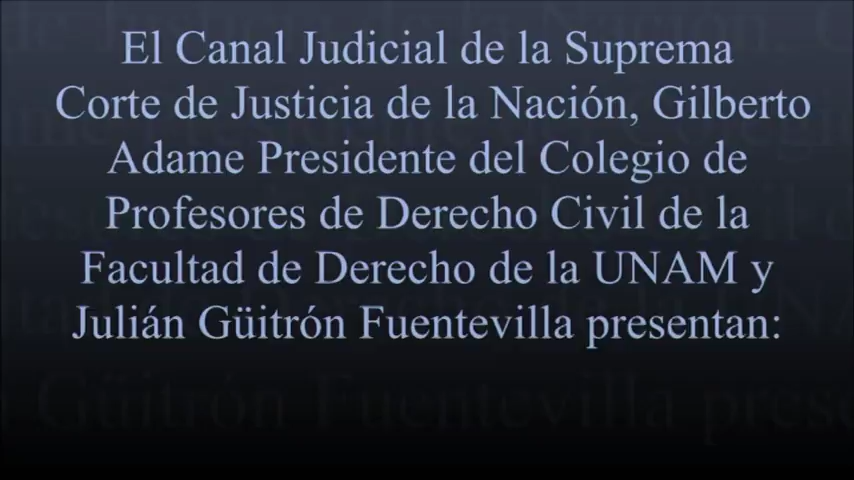 El Canal Judicial de la Suprema
Corte de Justicia de la Nación, Gilberto
Adame Presidente del Colegio de
Profesores de Derecho Civil de la
Facultad de Derecho de la UNAM y
Julián Güitrón Fuentevilla presentan: